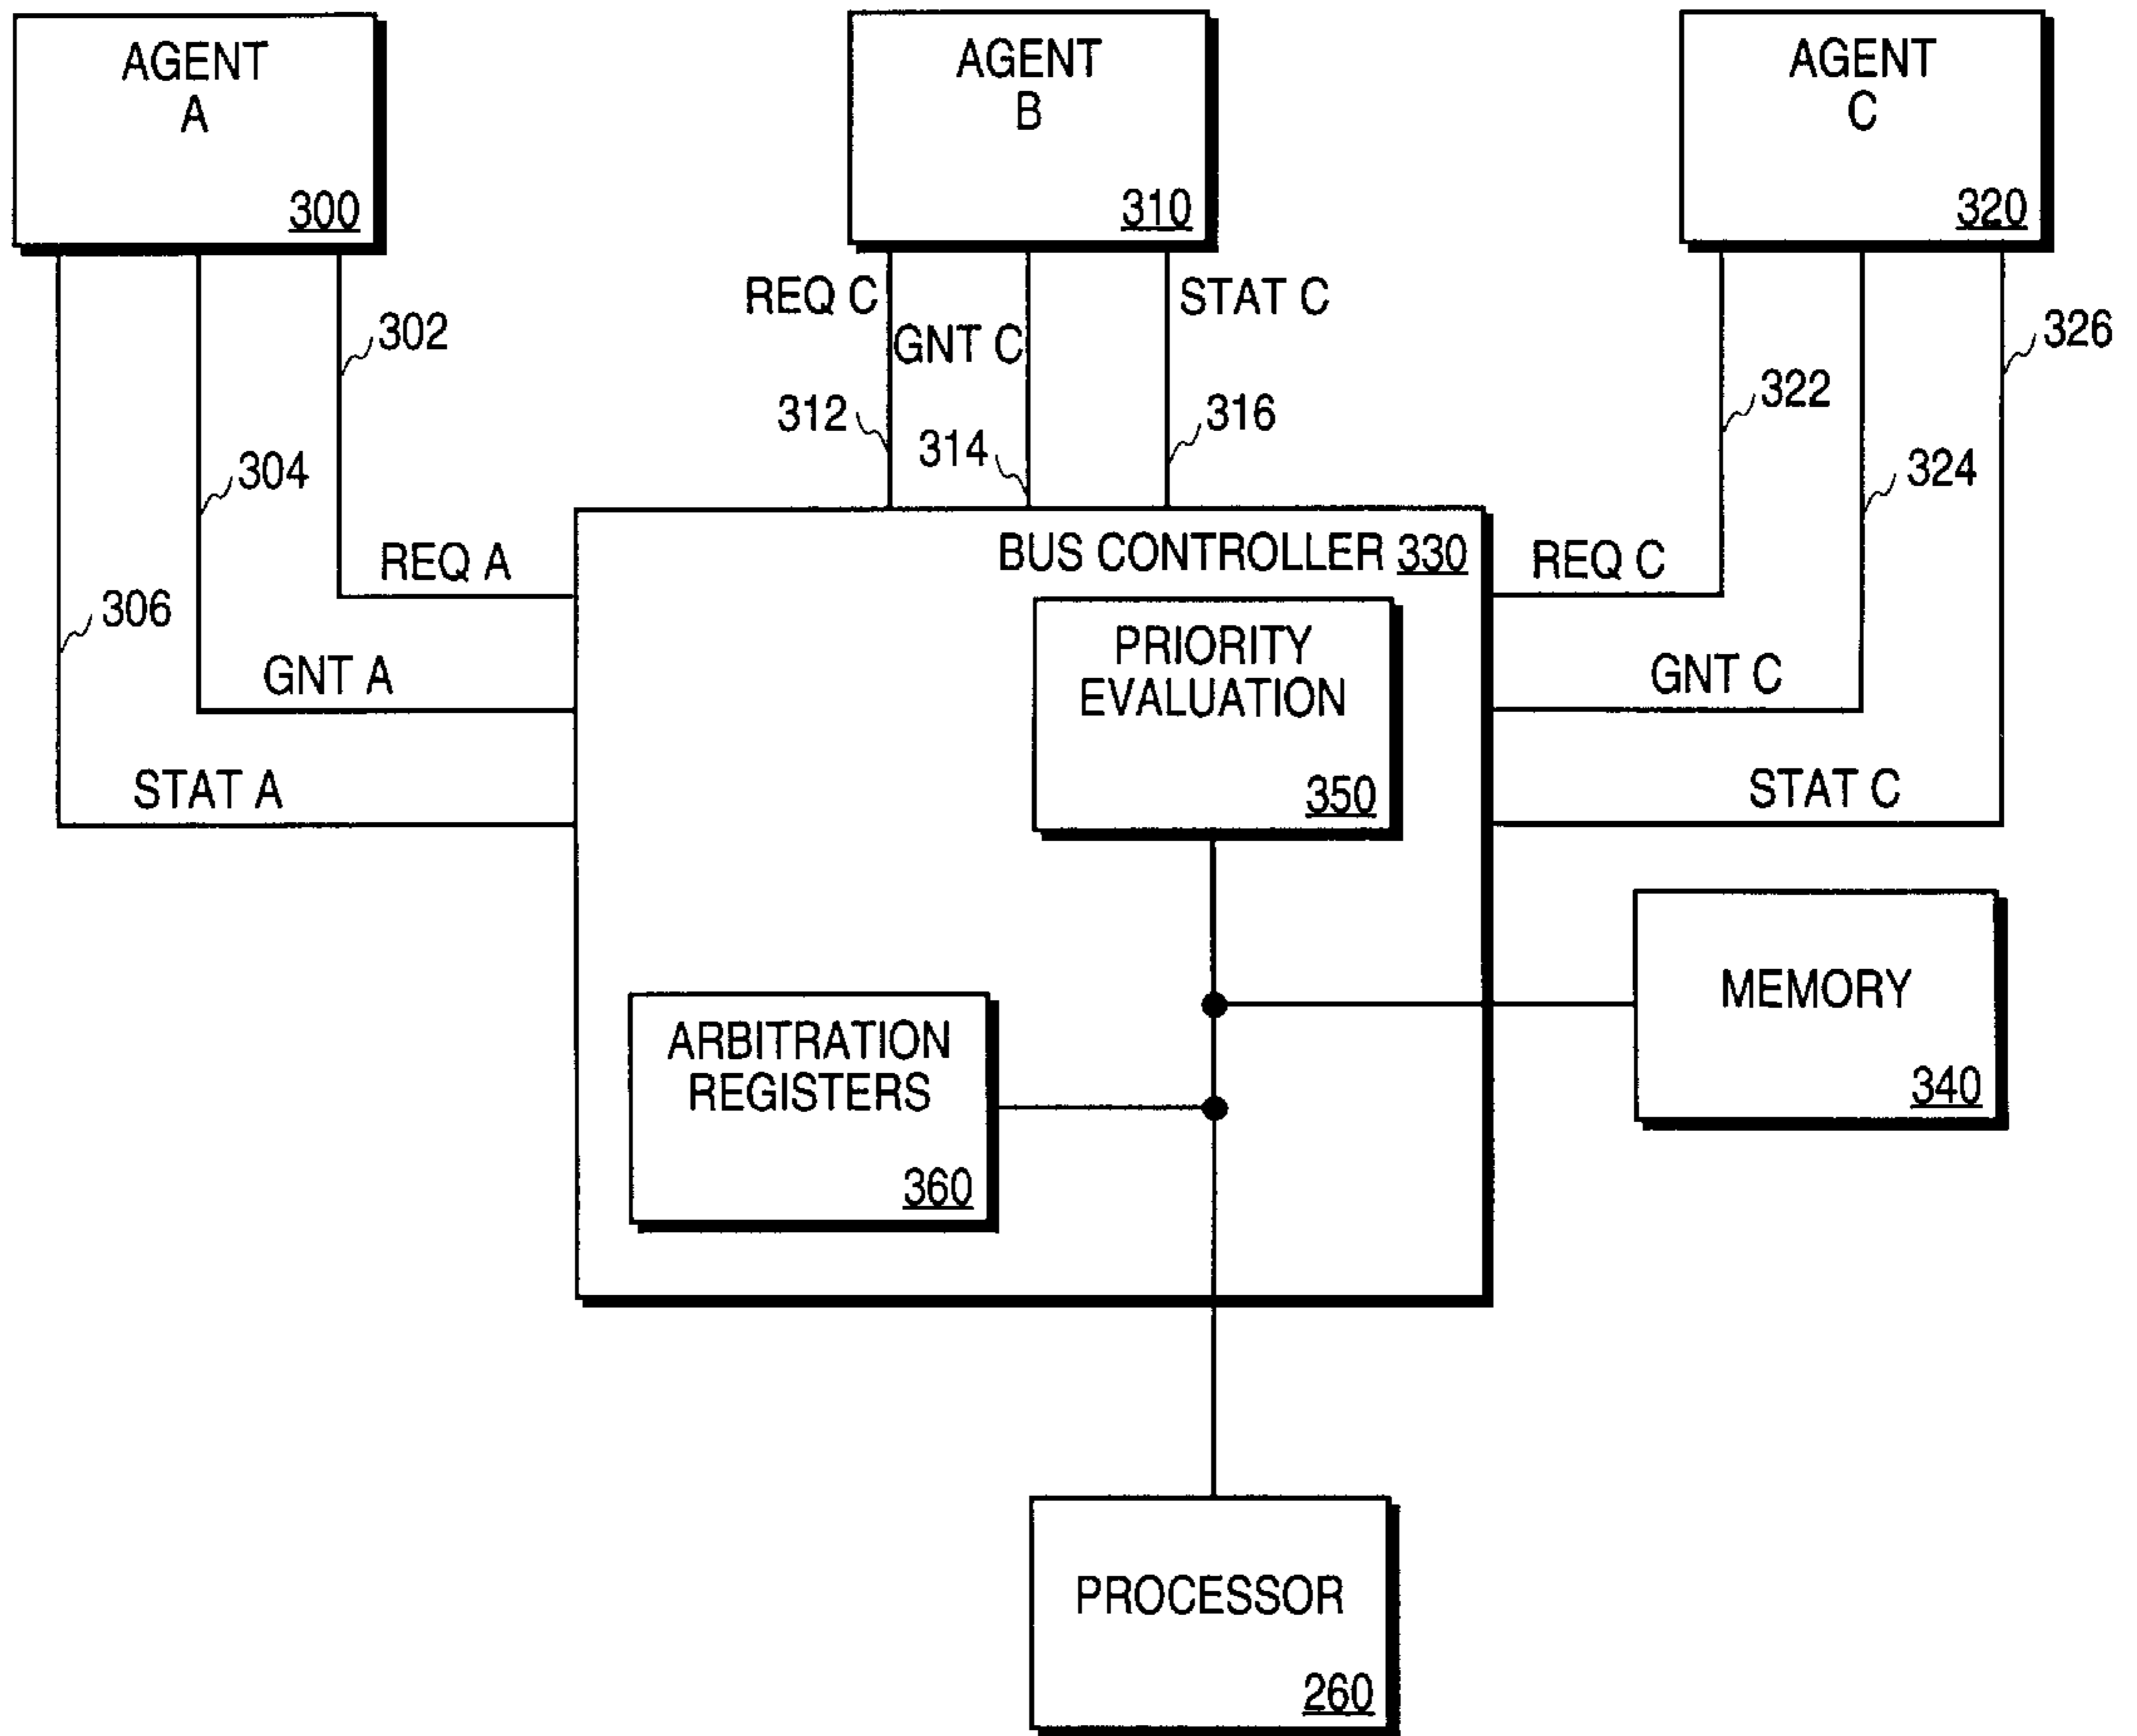 AGENT
A
300
AGENT
B
310
AGENT
C
320
302
304
306
REQ A
GNT A
STAT A
REQ C
GNT C
STAT C
312
314
316
322
324
326
REQ C
GNT C
STAT C
BUS CONTROLLER 330
PRIORITY
EVALUATION
350
ARBITRATION
REGISTERS
360
MEMORY
340
PROCESSOR
260